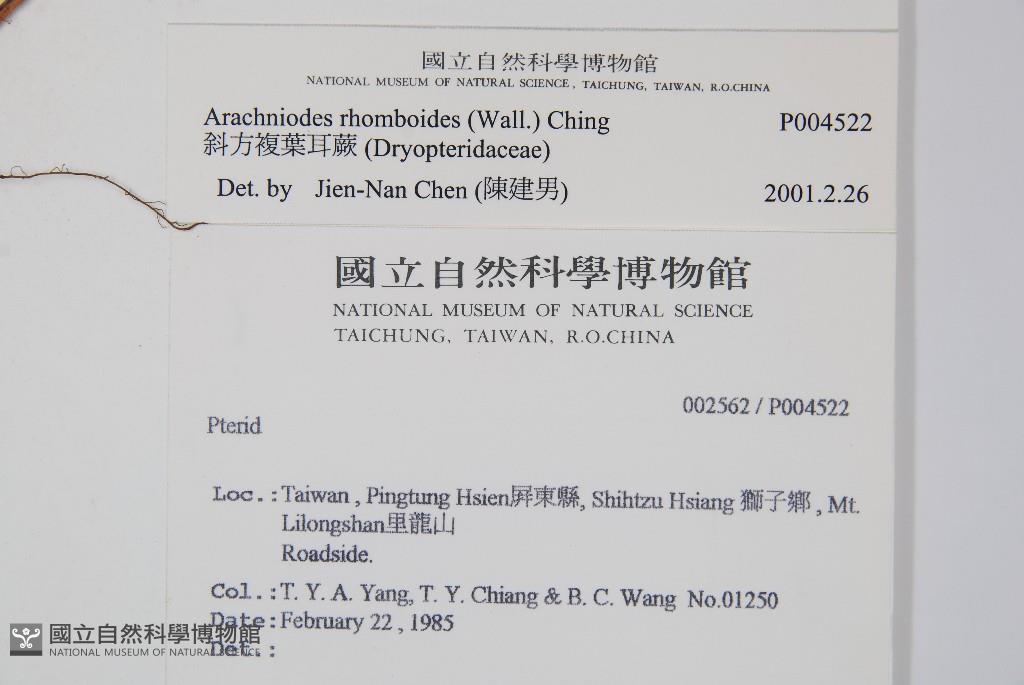 國立自然科學博物館
NATIONAL MUSEUM OF NATURAL SCIENCE, TAICHUNG, TAIWAN, R.O.CHINA
Arachniodes rhomboides (Wall.) Ching P004522
斜方複葉耳蕨 (Dryopteridaceae)
Det. by Jien-Nan Chen (陳建男) 2001.2.26
國立自然科學博物館
NATIONAL MUSEUM OF NATURAL SCIENCE
TAICHUNG, TAIWAN, R.O.CHINA
002562 / P004522
Pterid
Loc.:Taiwan , Pingtung Hsien屏東縣, Shihtzu Hsiang 獅子鄉 , Mt.
Lilongshan里龍山
Roadside.
Col.:T. Y. A. Yang, T. Y. Chiang & B. C. Wang No.01250
Date:February 22 , 1985
Det.:
國立自然科學博物館
NATIONAL MUSEUM OF NATURAL SCIENCE